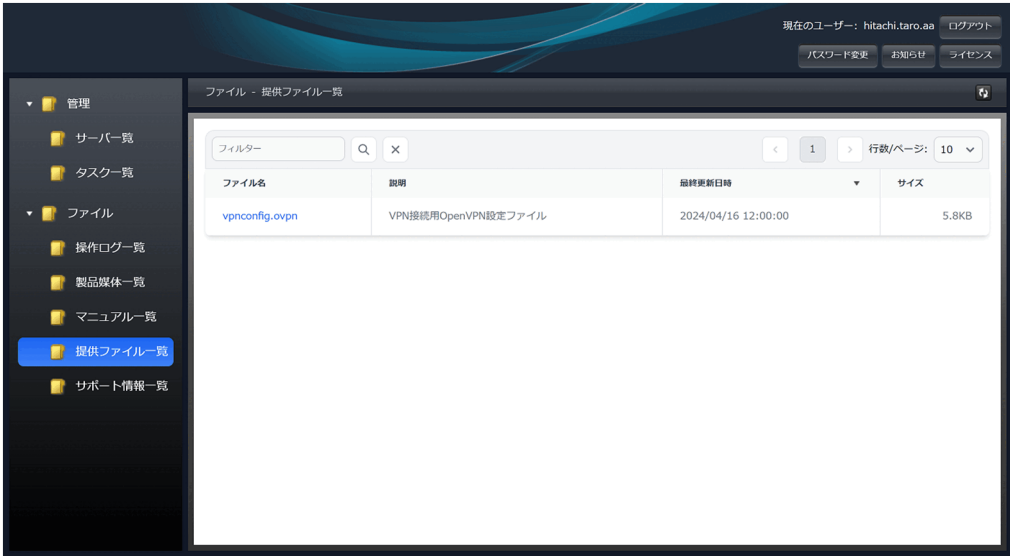 現在のユーザー: hitachi.taro.aa ログアウト
パスワード変更 お知らせ ライセンス
管理
サーバ一覧
タスク一覧
ファイル
操作ログ一覧
製品媒体一覧
マニュアル一覧
提供ファイル一覧
サポート情報一覧
ファイル - 提供ファイル一覧
フィルター 1 行数/ページ: 10
ファイル名 説明 最終更新日時 サイズ
vpnconfig.ovpn VPN接続用OpenVPN設定ファイル 2024/04/16 12:00:00 5.8KB